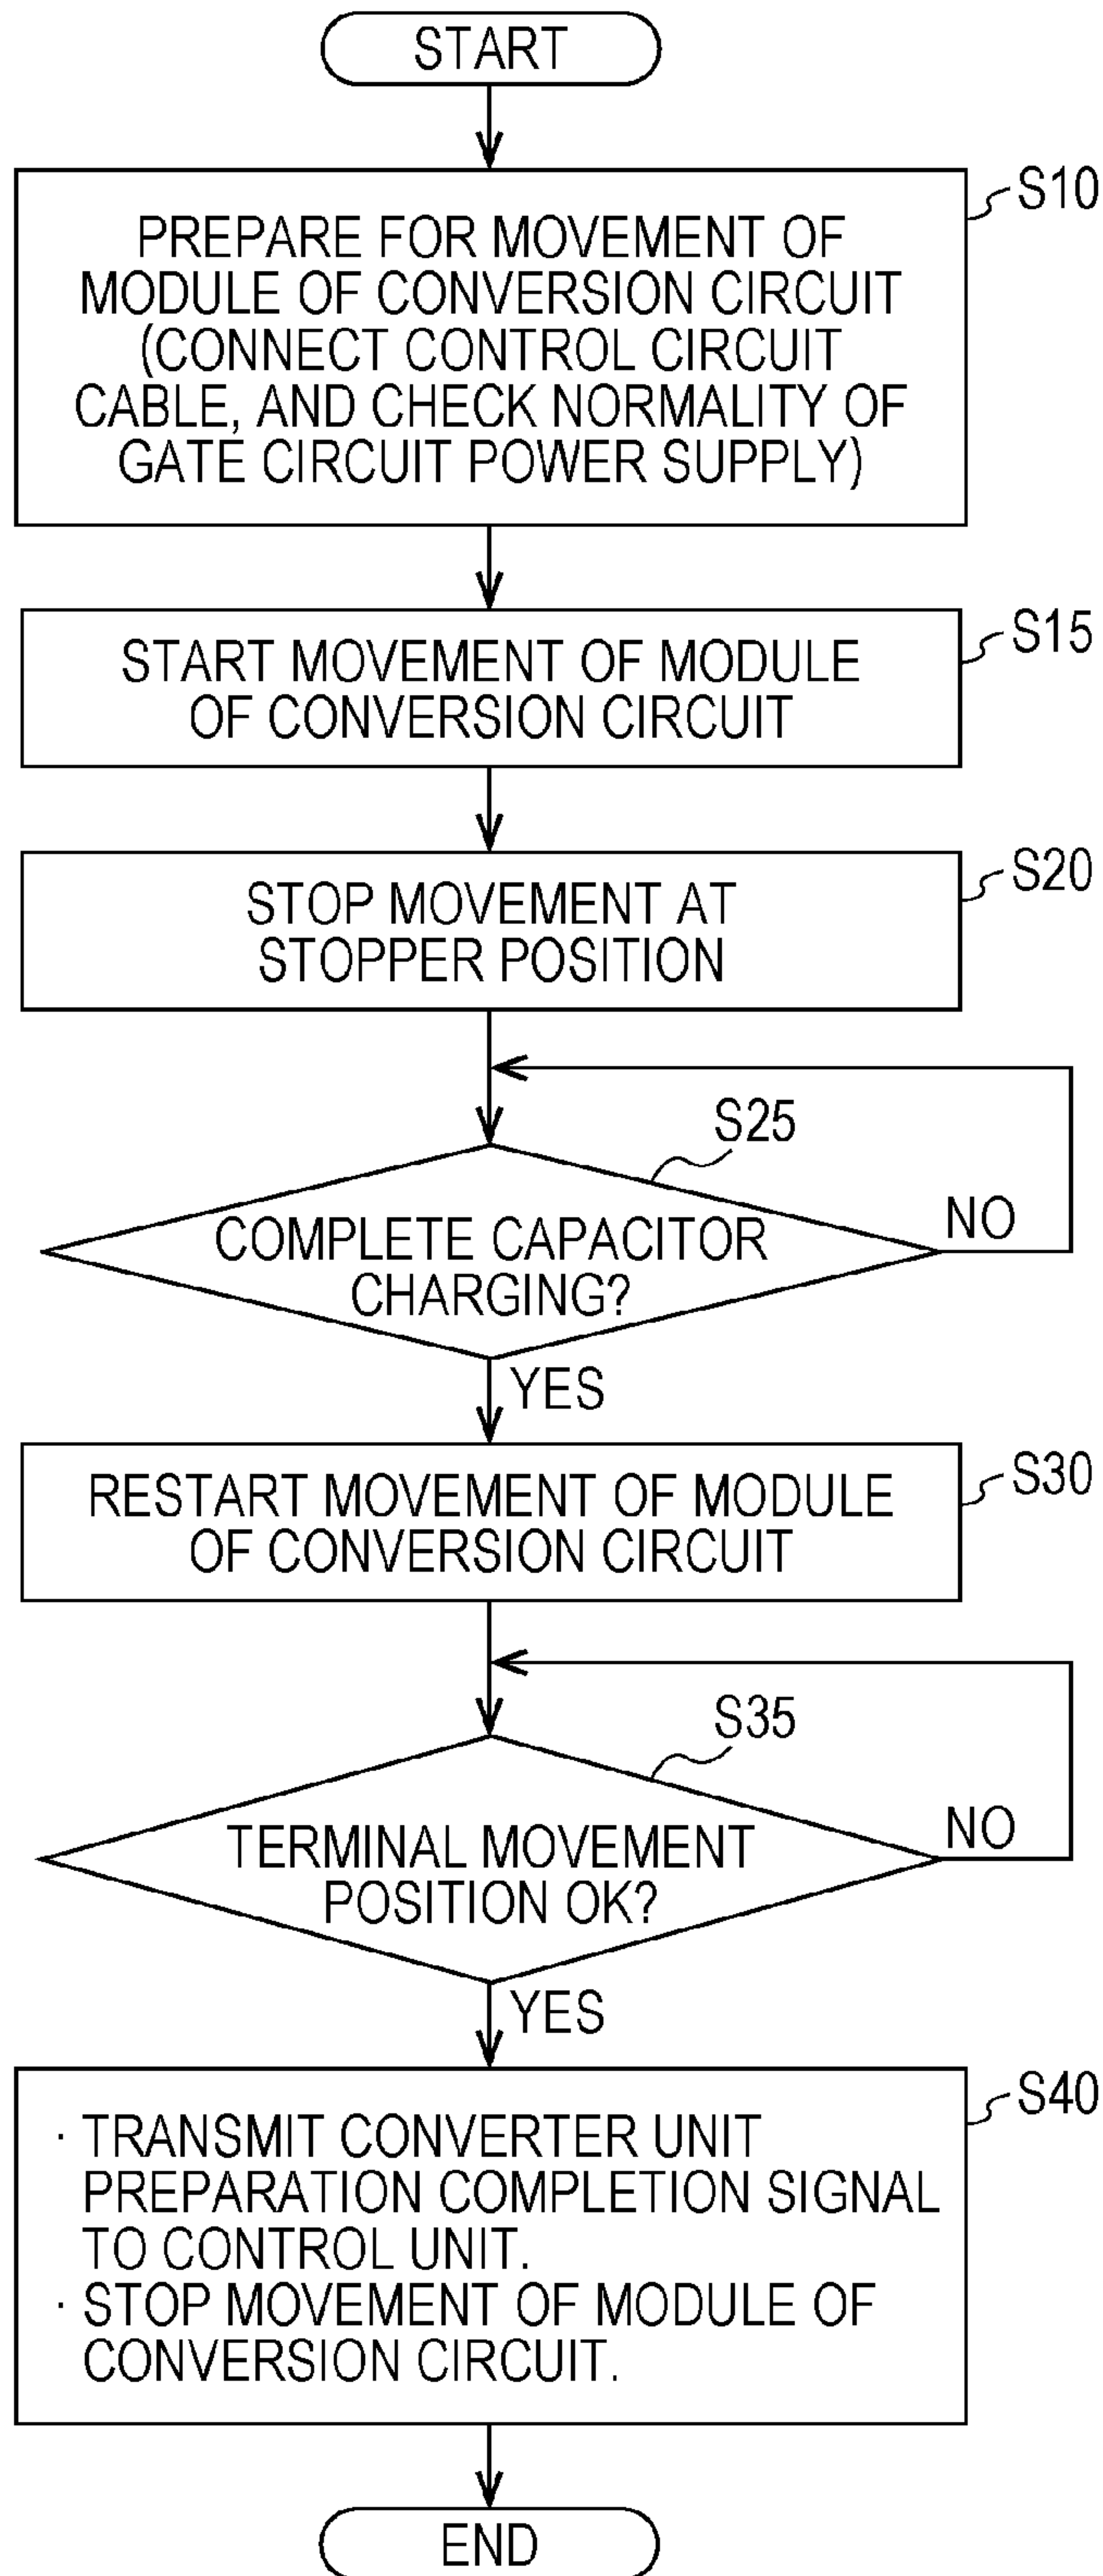 START
S10
PREPARE FOR MOVEMENT OF
MODULE OF CONVERSION CIRCUIT
(CONNECT CONTROL CIRCUIT
CABLE, AND CHECK NORMALITY OF
GATE CIRCUIT POWER SUPPLY)
S15
START MOVEMENT OF MODULE
OF CONVERSION CIRCUIT
S20
STOP MOVEMENT AT
STOPPER POSITION
S25
NO
COMPLETE CAPACITOR
CHARGING?
YES
S30
RESTART MOVEMENT OF MODULE
OF CONVERSION CIRCUIT
S35
NO
TERMINAL MOVEMENT
POSITION OK?
YES
S40
· TRANSMIT CONVERTER UNIT
PREPARATION COMPLETION SIGNAL
TO CONTROL UNIT.
· STOP MOVEMENT OF MODULE OF
CONVERSION CIRCUIT.
END